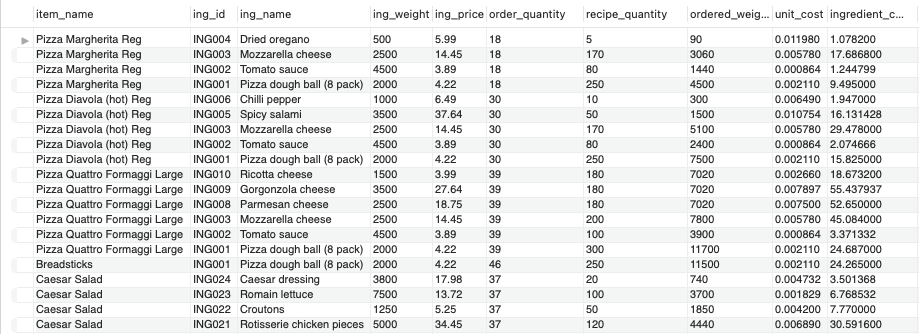 item_name ing_id ing_name ing_weight ing_price order_quantity recipe_quantity ordered_weig... unit_cost ingredient_c...
Pizza Margherita Reg ING004 Dried oregano 500 5.99 18 5 90 0.011980 1.078200
Pizza Margherita Reg ING003 Mozzarella cheese 2500 14.45 18 170 3060 0.005780 17.686800
Pizza Margherita Reg ING002 Tomato sauce 4500 3.89 18 80 1440 0.000864 1.244799
Pizza Margherita Reg ING001 Pizza dough ball (8 pack) 2000 4.22 18 250 4500 0.002110 9.495000
Pizza Diavola (hot) Reg ING006 Chilli pepper 1000 6.49 30 10 300 0.006490 1.947000
Pizza Diavola (hot) Reg ING005 Spicy salami 3500 37.64 30 50 1500 0.010754 16.131428
Pizza Diavola (hot) Reg ING003 Mozzarella cheese 2500 14.45 30 170 5100 0.005780 29.478000
Pizza Diavola (hot) Reg ING002 Tomato sauce 4500 3.89 30 80 2400 0.000864 2.074666
Pizza Diavola (hot) Reg ING001 Pizza dough ball (8 pack) 2000 4.22 30 250 7500 0.002110 15.825000
Pizza Quattro Formaggi Large ING010 Ricotta cheese 1500 3.99 39 180 7020 0.002660 18.673200
Pizza Quattro Formaggi Large ING009 Gorgonzola cheese 3500 27.64 39 180 7020 0.007897 55.437937
Pizza Quattro Formaggi Large ING008 Parmesan cheese 2500 18.75 39 180 7020 0.007500 52.650000
Pizza Quattro Formaggi Large ING003 Mozzarella cheese 2500 14.45 39 200 7800 0.005780 45.084000
Pizza Quattro Formaggi Large ING002 Tomato sauce 4500 3.89 39 100 3900 0.000864 3.371332
Pizza Quattro Formaggi Large ING001 Pizza dough ball (8 pack) 2000 4.22 39 300 11700 0.002110 24.687000
Breadsticks ING001 Pizza dough ball (8 pack) 2000 4.22 46 250 11500 0.002110 24.265000
Caesar Salad ING024 Caesar dressing 3800 17.98 37 20 740 0.004732 3.501368
Caesar Salad ING023 Romain lettuce 7500 13.72 37 100 3700 0.001829 6.768532
Caesar Salad ING022 Croutons 1250 5.25 37 50 1850 0.004200 7.770000
Caesar Salad ING021 Rotisserie chicken pieces 5000 34.45 37 120 4440 0.006890 30.591600